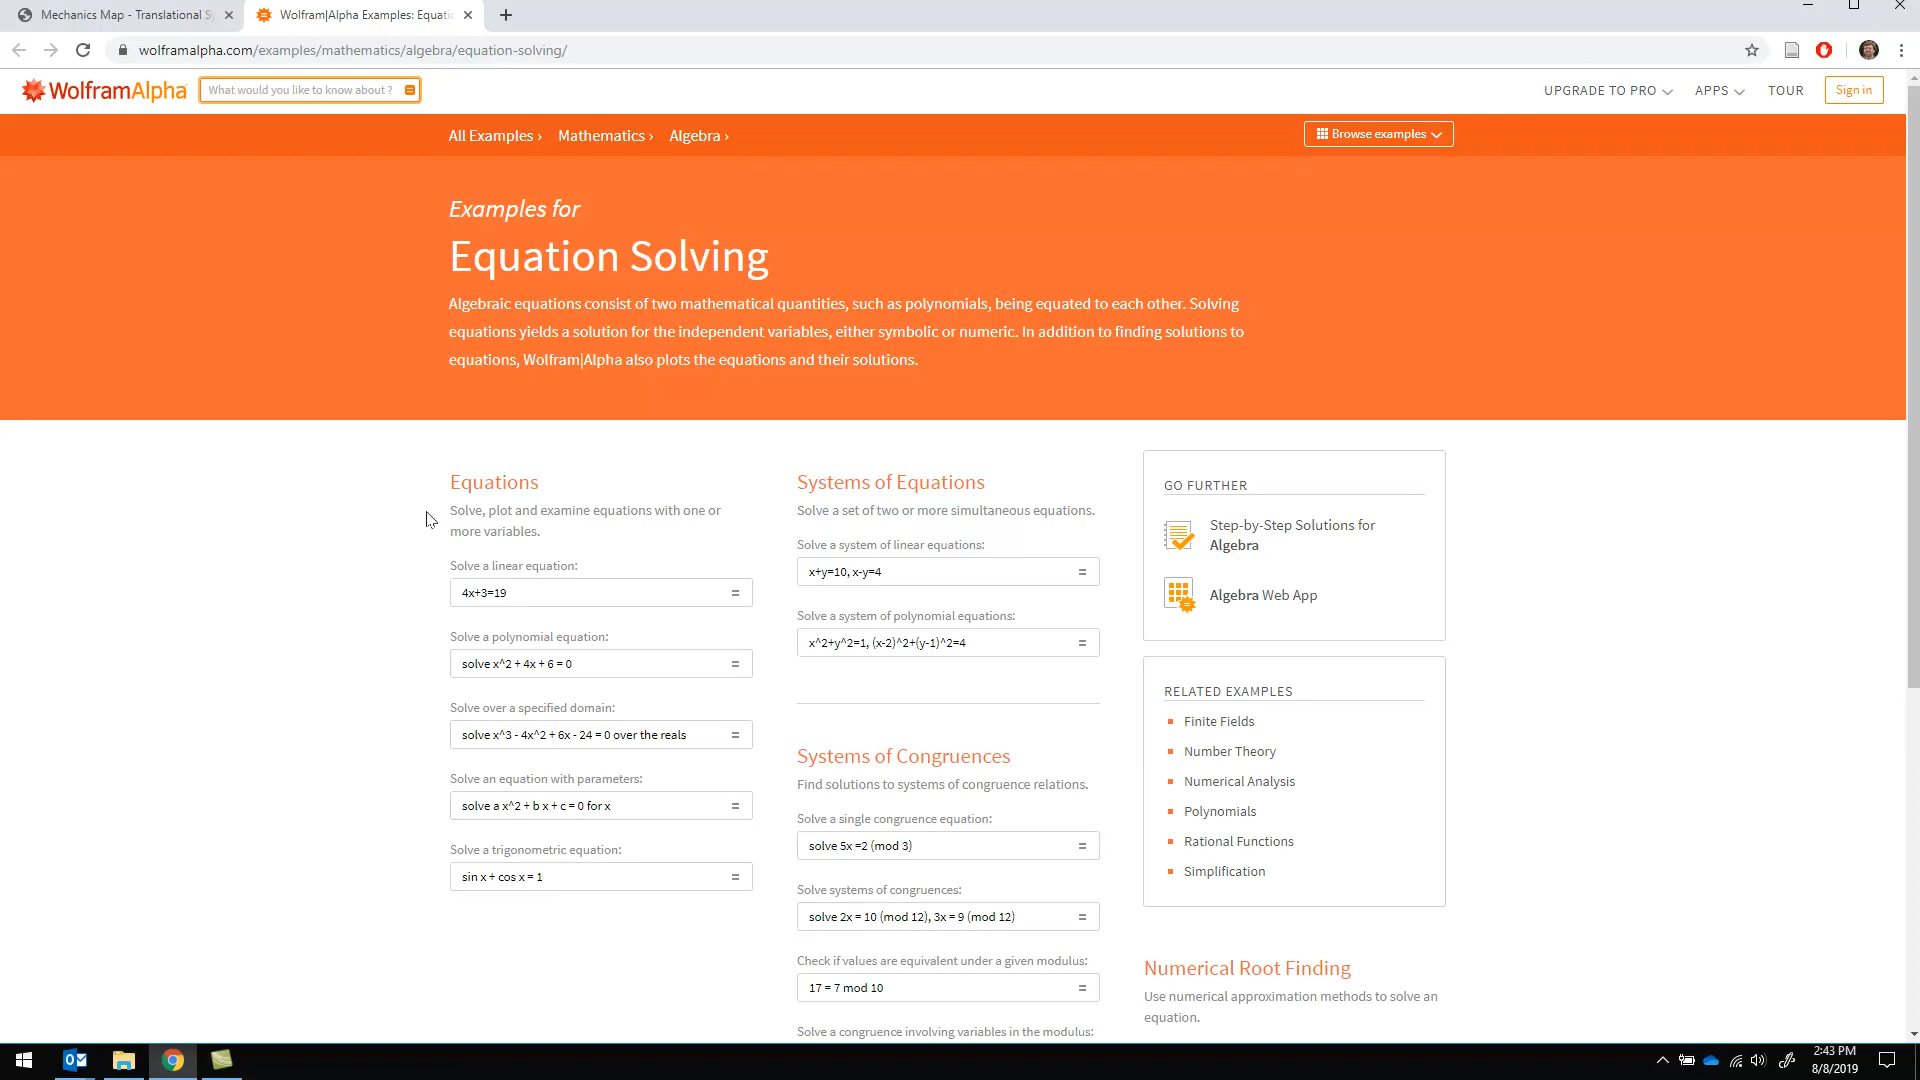 Mechanics Map - Translational Sy
Wolfram|Alpha Examples: Equatio
wolframalpha.com/examples/mathematics/algebra/equation-solving/
WolframAlpha
What would you like to know about ?
UPGRADE TO PRO
APPS
TOUR
Sign in
All Examples ›
Mathematics ›
Algebra ›
Browse examples
Examples for
Equation Solving
Algebraic equations consist of two mathematical quantities, such as polynomials, being equated to each other. Solving
equations yields a solution for the independent variables, either symbolic or numeric. In addition to finding solutions to
equations, Wolfram|Alpha also plots the equations and their solutions.
Equations
Solve, plot and examine equations with one or
more variables.
Solve a linear equation:
4x+3=19 =
Solve a polynomial equation:
solve x^2 + 4x + 6 = 0 =
Solve over a specified domain:
solve x^3 - 4x^2 + 6x - 24 = 0 over the reals =
Solve an equation with parameters:
solve a x^2 + b x + c = 0 for x =
Solve a trigonometric equation:
sin x + cos x = 1 =
Systems of Equations
Solve a set of two or more simultaneous equations.
Solve a system of linear equations:
x+y=10, x-y=4 =
Solve a system of polynomial equations:
x^2+y^2=1, (x-2)^2+(y-1)^2=4 =
Systems of Congruences
Find solutions to systems of congruence relations.
Solve a single congruence equation:
solve 5x =2 (mod 3) =
Solve systems of congruences:
solve 2x = 10 (mod 12), 3x = 9 (mod 12) =
Check if values are equivalent under a given modulus:
17 = 7 mod 10 =
Solve a congruence involving variables in the modulus:
GO FURTHER
Step-by-Step Solutions for
Algebra
Algebra Web App
RELATED EXAMPLES
Finite Fields
Number Theory
Numerical Analysis
Polynomials
Rational Functions
Simplification
Numerical Root Finding
Use numerical approximation methods to solve an
equation.
2:43 PM
8/8/2019